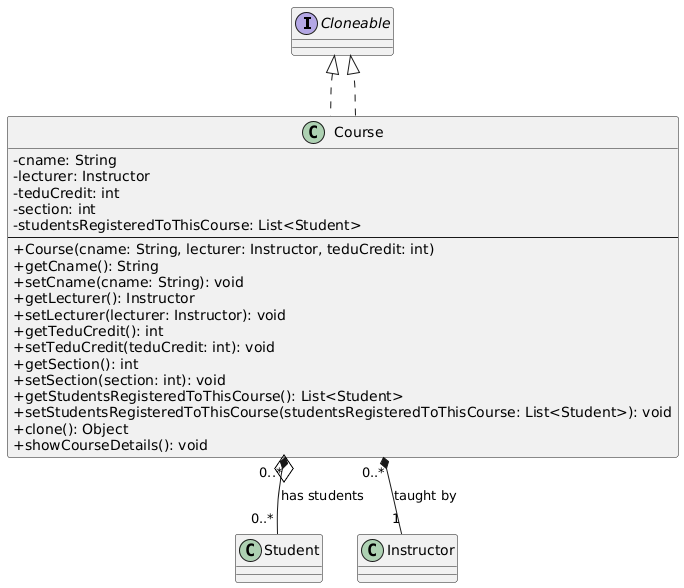 I Cloneable
C Course
-cname: String
-lecturer: Instructor
-teduCredit: int
-section: int
-studentsRegisteredToThisCourse: List<Student>
+Course(cname: String, lecturer: Instructor, teduCredit: int)
+getCname(): String
+setCname(cname: String): void
+getLecturer(): Instructor
+setLecturer(lecturer: Instructor): void
+getTeduCredit(): int
+setTeduCredit(teduCredit: int): void
+getSection(): int
+setSection(section: int): void
+getStudentsRegisteredToThisCourse(): List<Student>
+setStudentsRegisteredToThisCourse(studentsRegisteredToThisCourse: List<Student>): void
+clone(): Object
+showCourseDetails(): void
0..*
0..*
has students
taught by
0..*
1
C Student
C Instructor